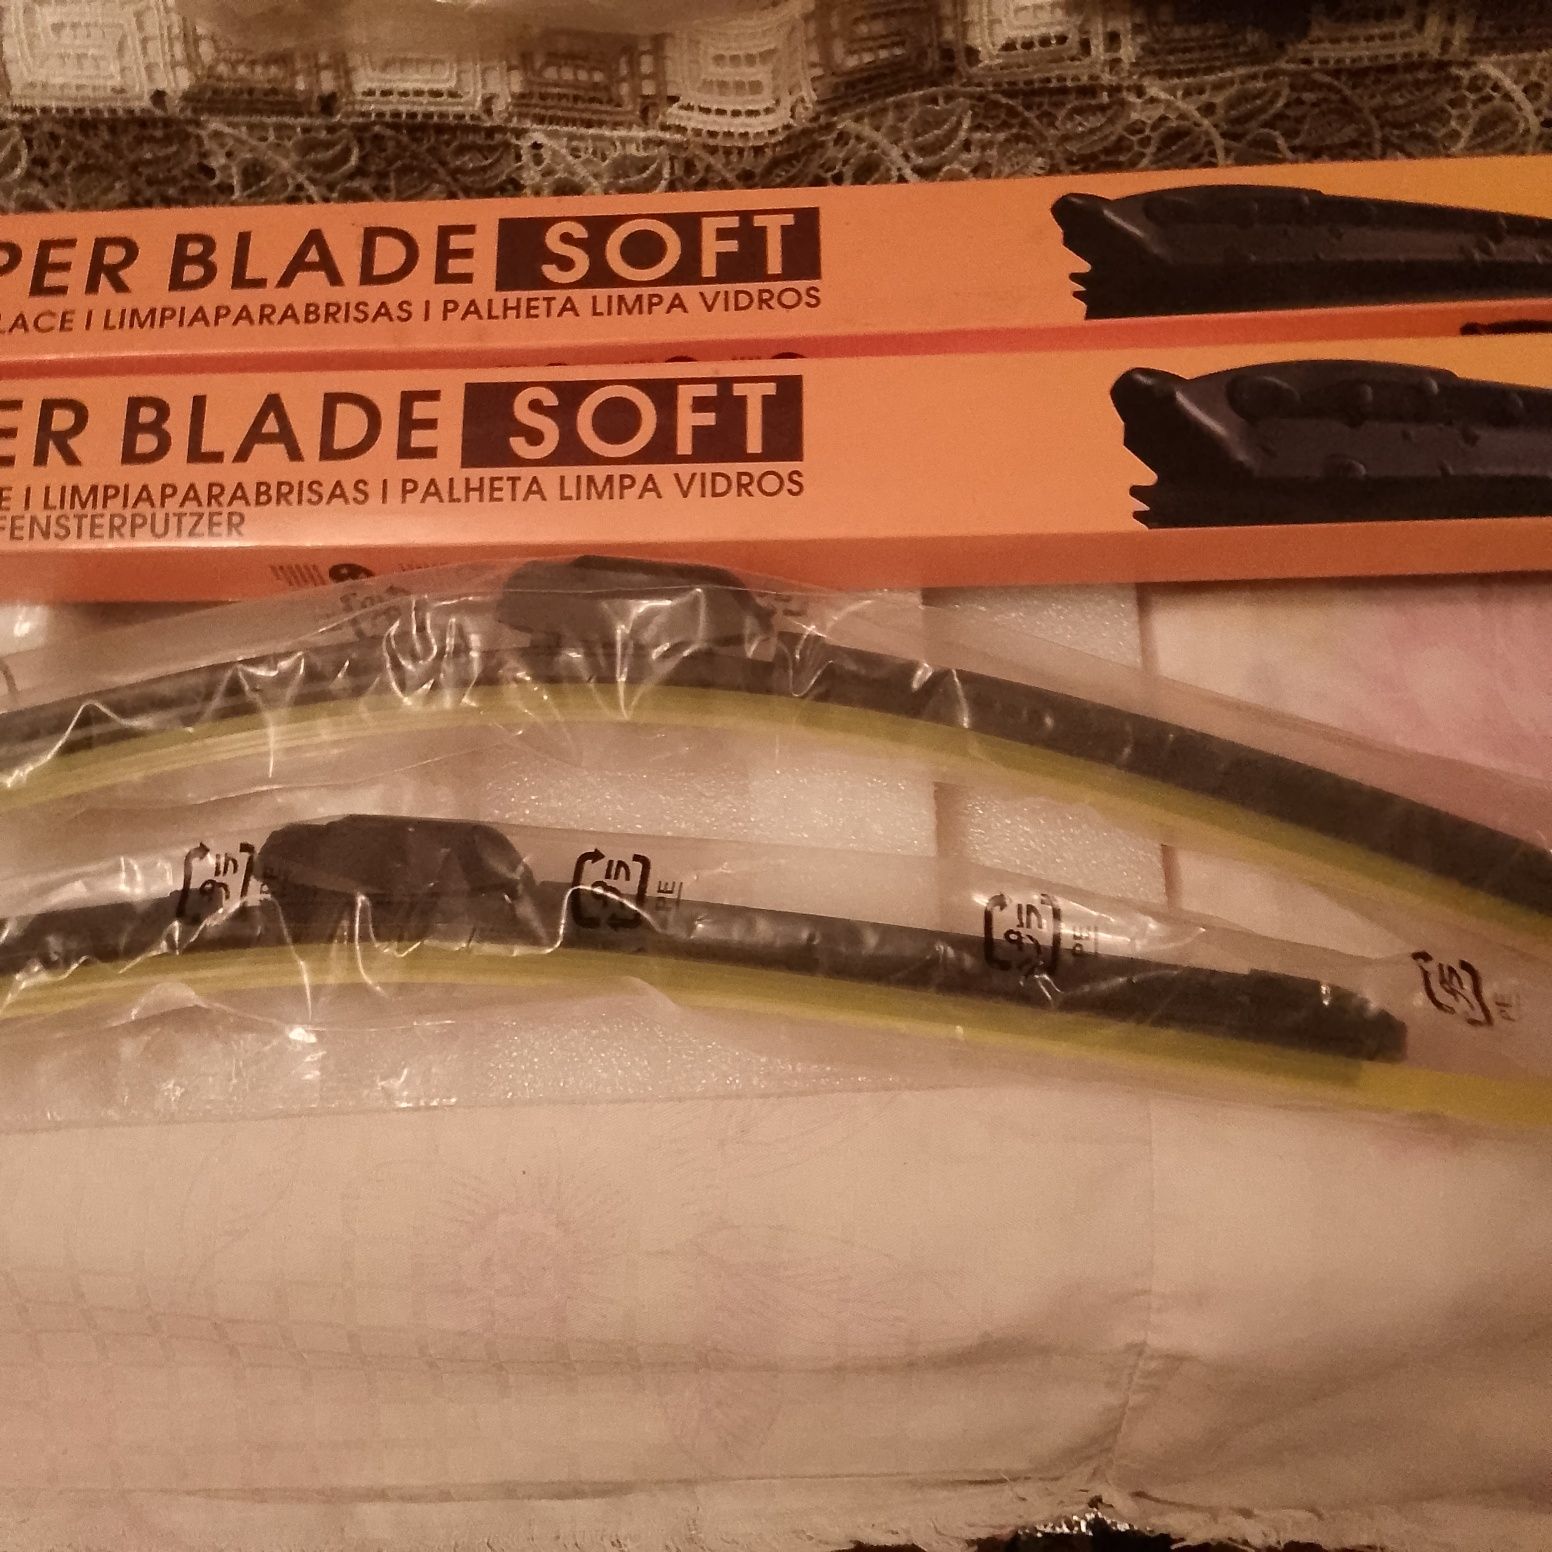 PER BLADE SOFT
LACE I LIMPIAPARABRISAS I PALHETA LIMPA VIDROS
ER BLADE SOFT
E I LIMPIAPARABRISAS I PALHETA LIMPA VIDROS
FENSTERPUTZER
PE
PE
PE